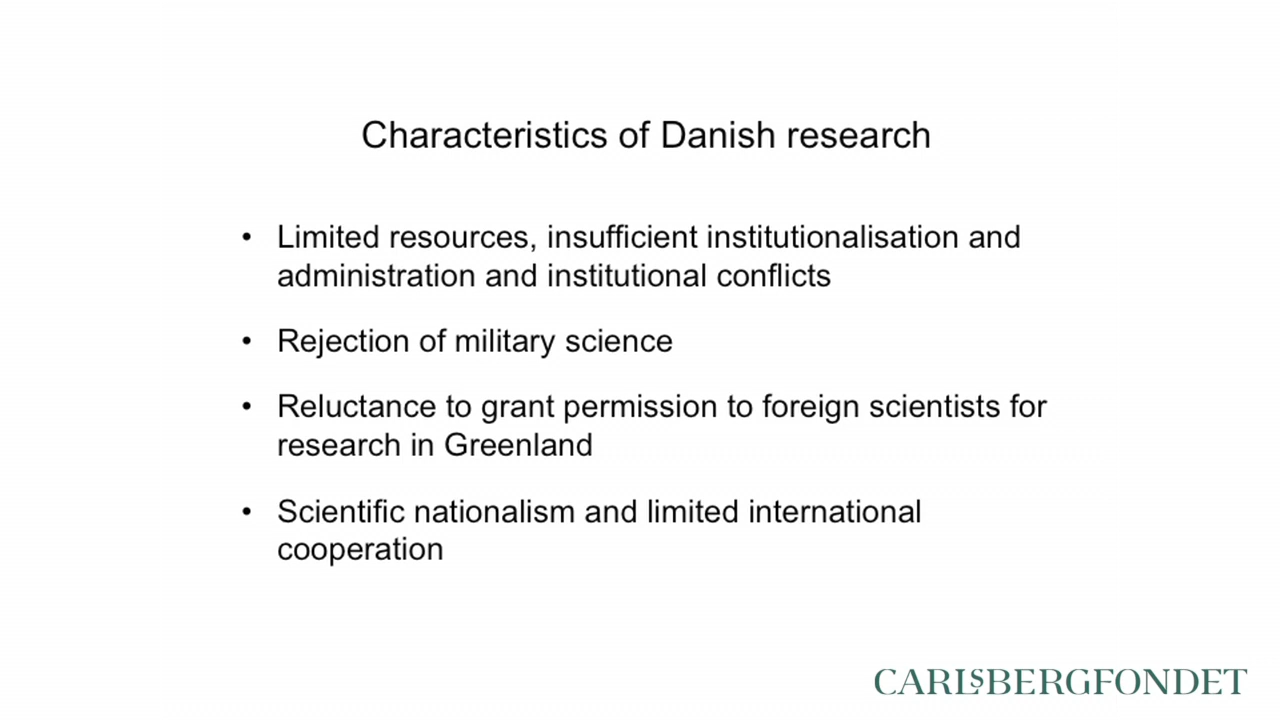 Characteristics of Danish research
• Limited resources, insufficient institutionalisation and
administration and institutional conflicts
• Rejection of military science
• Reluctance to grant permission to foreign scientists for
research in Greenland
• Scientific nationalism and limited international
cooperation
CARLSBERGFONDET